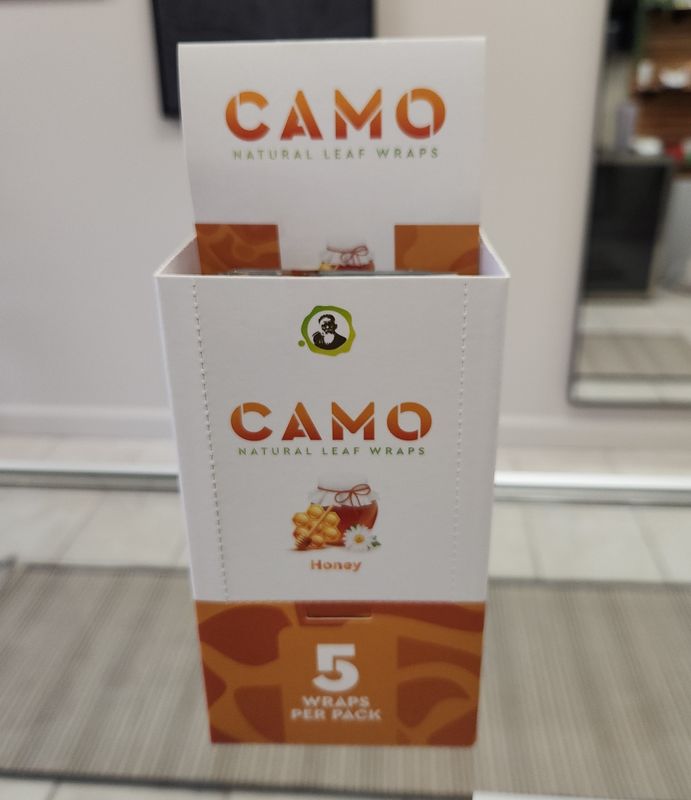 CAMO
NATURAL LEAF WRAPS
CAMO
NATURAL LEAF WRAPS
Honey
5
WRAPS
PER PACK